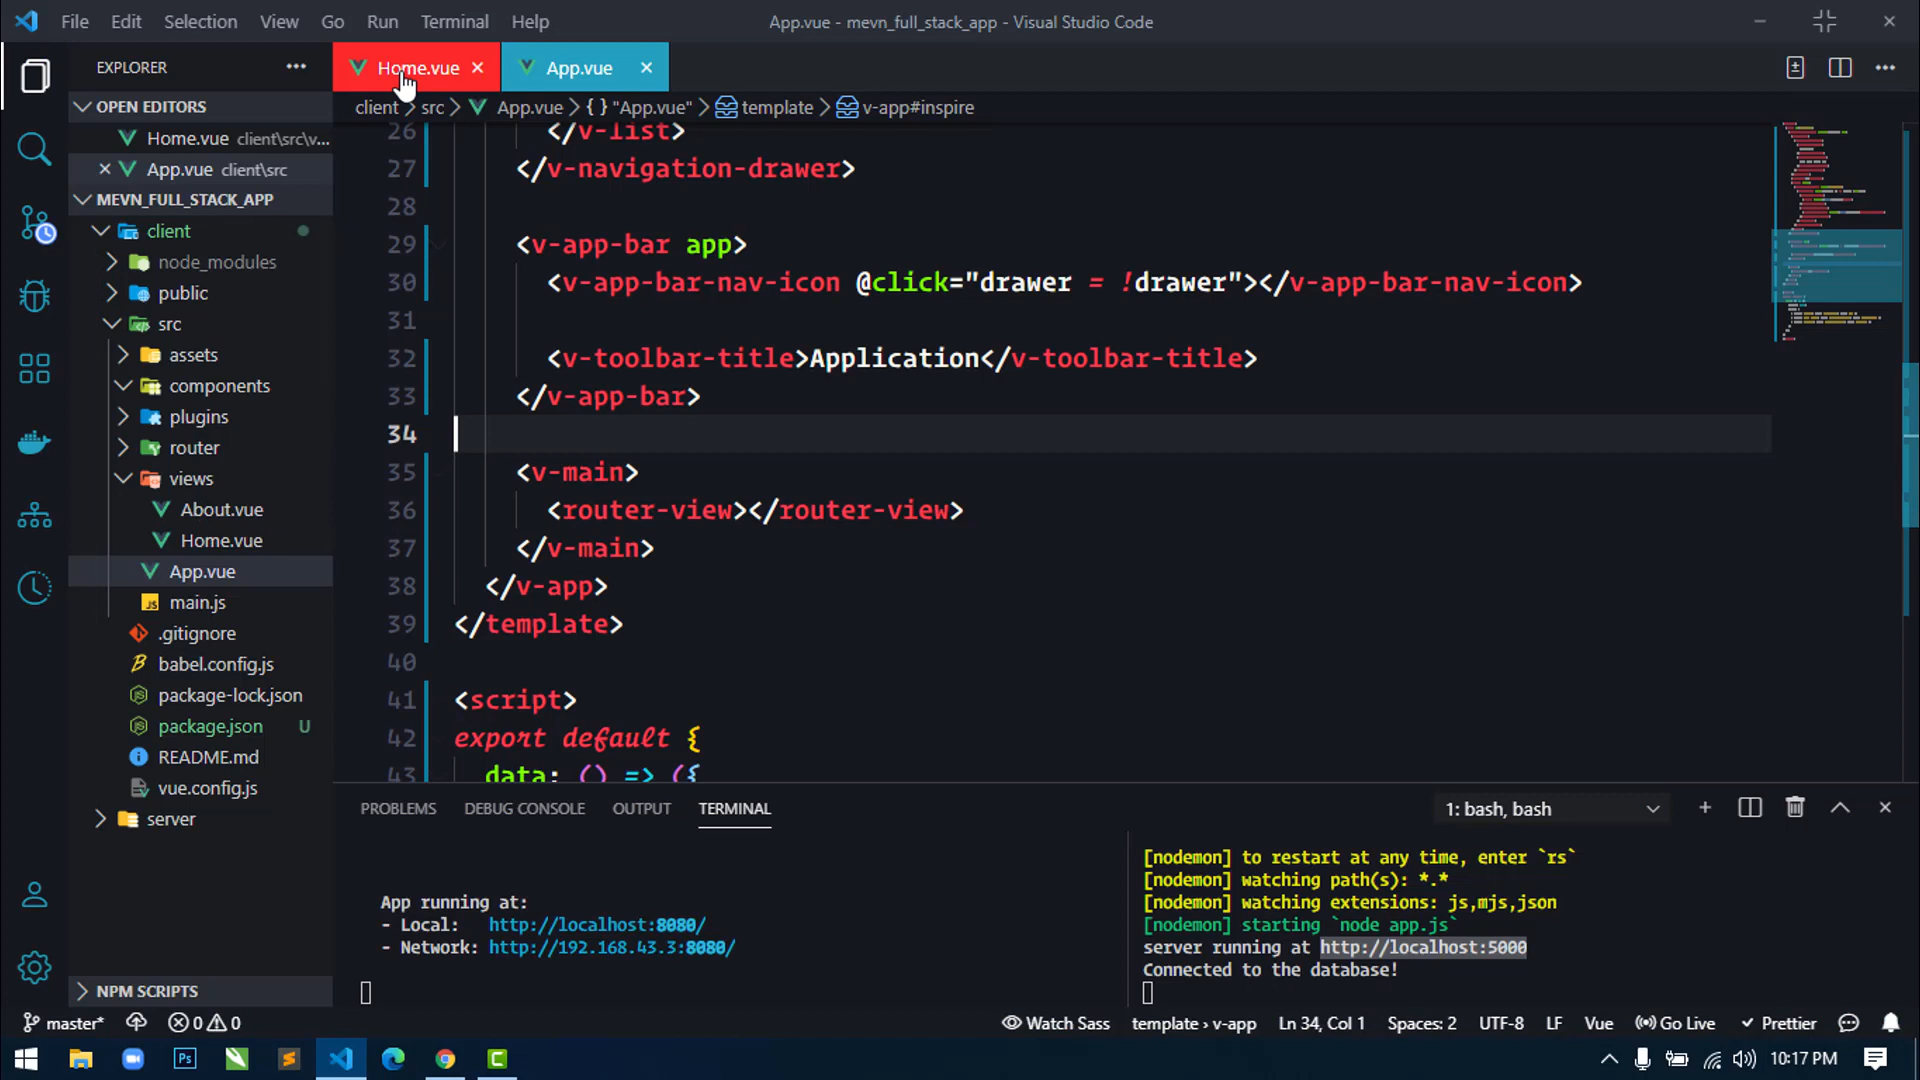 File Edit Selection View Go Run Terminal Help App.vue - mevn_full_stack_app - Visual Studio Code
EXPLORER
Home.vue App.vue
OPEN EDITORS
client src App.vue {} "App.vue" template v-app#inspire
Home.vue client\src\v...
App.vue client\src
MEVN_FULL_STACK_APP
client
node_modules
public
src
assets
components
plugins
router
views
About.vue
Home.vue
App.vue
main.js
.gitignore
babel.config.js
package-lock.json
package.json U
README.md
vue.config.js
server
NPM SCRIPTS
26 </v-list>
27 </v-navigation-drawer>
28
29 <v-app-bar app>
30 <v-app-bar-nav-icon @click="drawer = !drawer"></v-app-bar-nav-icon>
31
32 <v-toolbar-title>Application</v-toolbar-title>
33 </v-app-bar>
34
35 <v-main>
36 <router-view></router-view>
37 </v-main>
38 </v-app>
39 </template>
40
41 <script>
42 export default {
43 data: () => ({
PROBLEMS DEBUG CONSOLE OUTPUT TERMINAL 1: bash, bash
App running at:
- Local: http://localhost:8080/
- Network: http://192.168.43.3:8080/
[nodemon] to restart at any time, enter `rs`
[nodemon] watching path(s): *.*
[nodemon] watching extensions: js,mjs,json
[nodemon] starting `node app.js`
server running at http://localhost:5000
Connected to the database!
master* 0 0 Watch Sass template › v-app Ln 34, Col 1 Spaces: 2 UTF-8 LF Vue Go Live Prettier
Ps C 10:17 PM